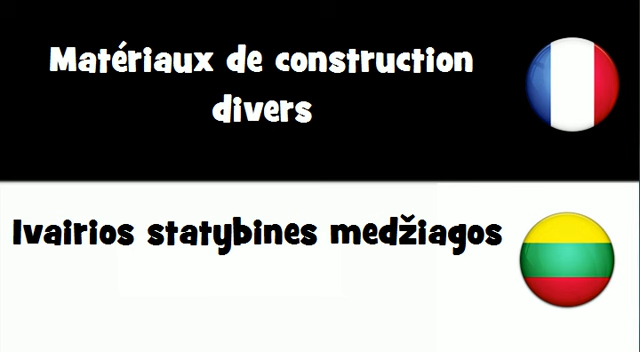 Matériaux de construction
divers
Ivairios statybines medžiagos